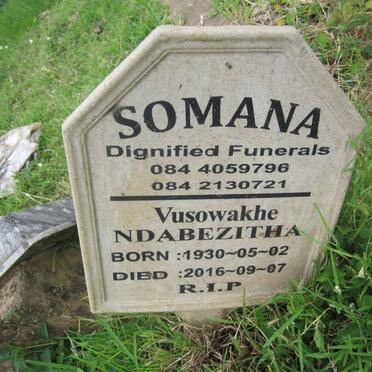 SOMANA
Dignified Funerals
084 4059796
084 2130721
Vusowakhe
NDABEZITHA
BORN :1930~05~02
DIED :2016~09~07
R.I.P